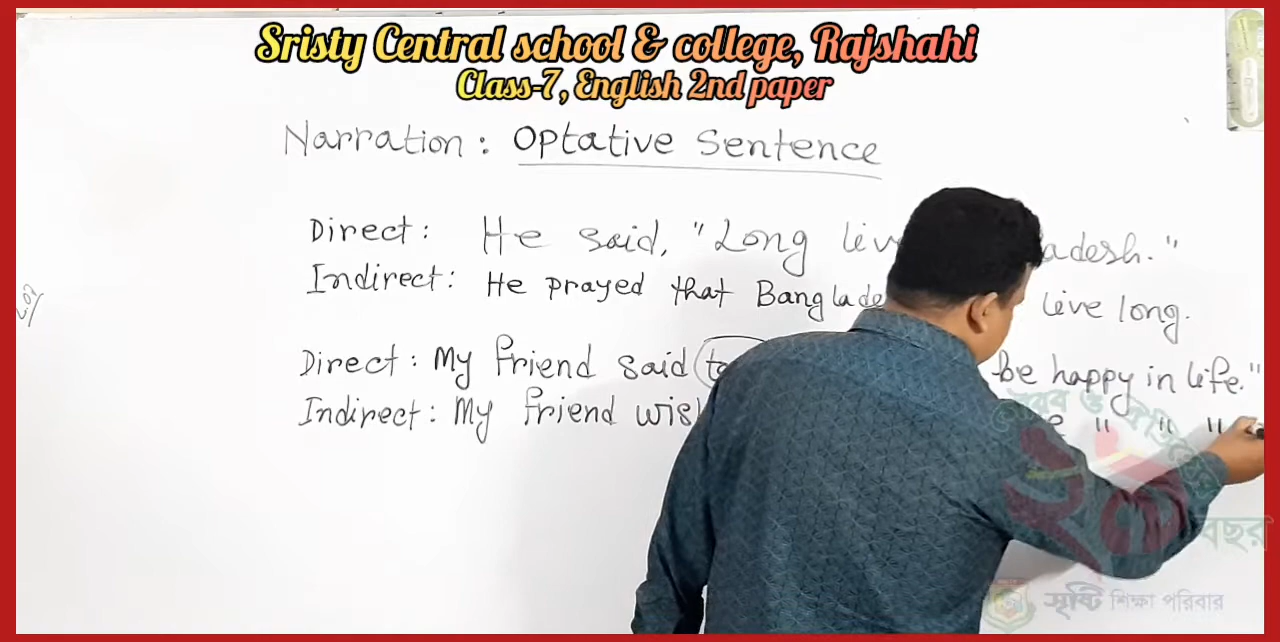 Sristy Central school & college, Rajshahi
Class-7, English 2nd paper
Narration: Optative Sentence
Direct: He said, "Long liv adesh."
Indirect: He prayed that Banglade live long.
Direct: My friend said be happy in life."
Indirect: My friend wis " " "
বছর
সৃষ্টি শিক্ষা পরিবার